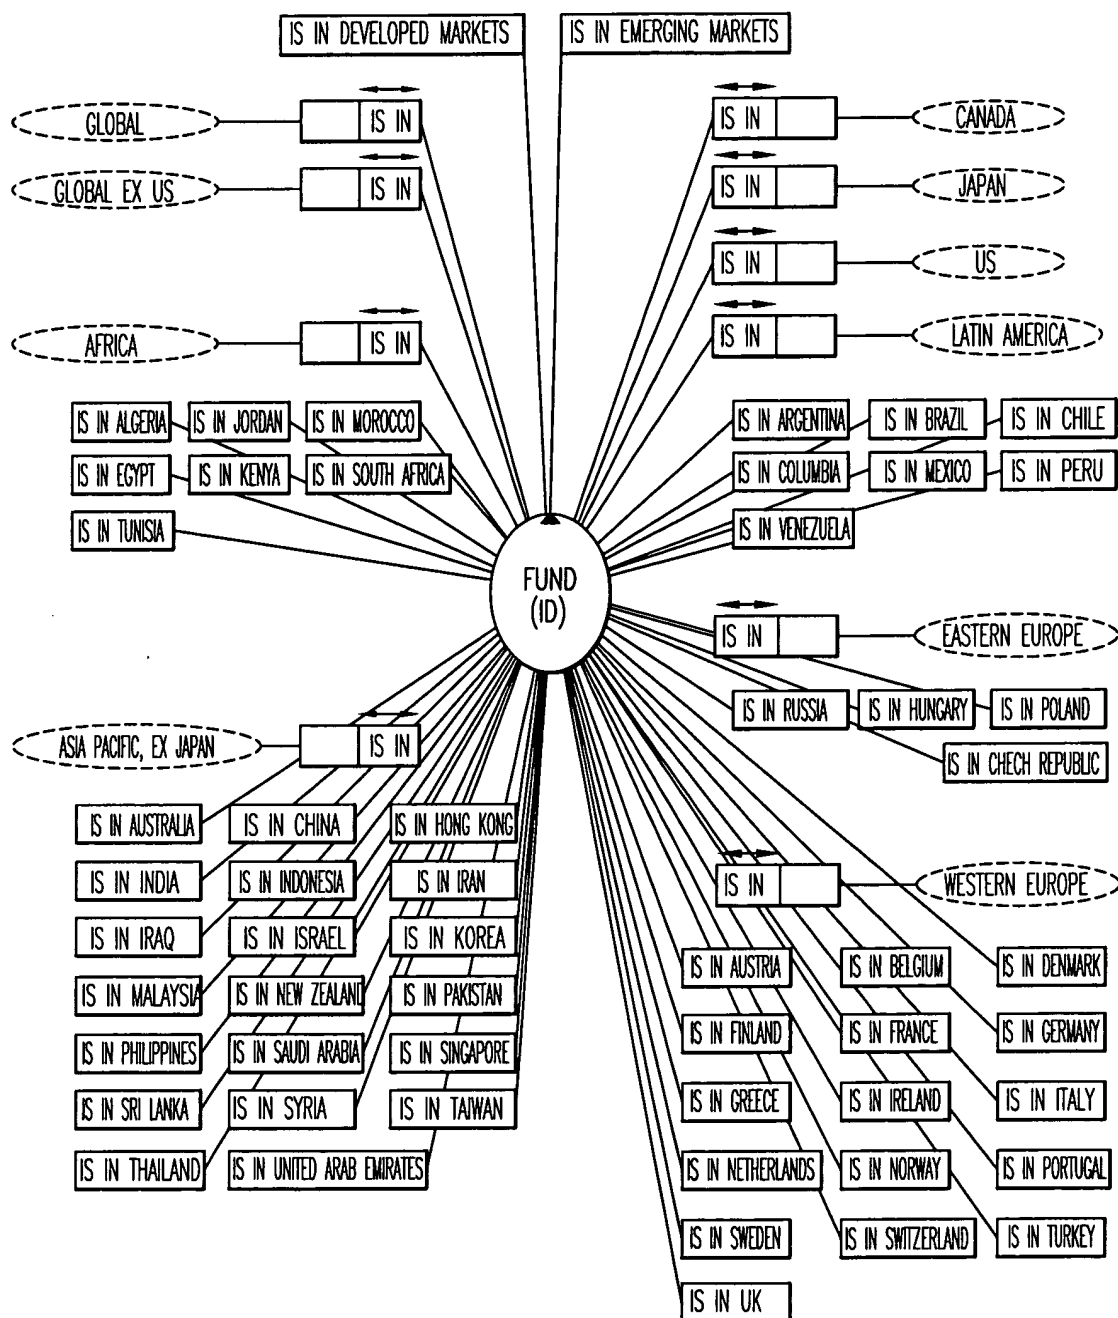 IS IN DEVELOPED MARKETS
IS IN EMERGING MARKETS
GLOBAL
IS IN
IS IN
CANADA
GLOBAL EX US
IS IN
IS IN
JAPAN
IS IN
US
AFRICA
IS IN
IS IN
LATIN AMERICA
IS IN ALGERIA
IS IN JORDAN
IS IN MOROCCO
IS IN EGYPT
IS IN KENYA
IS IN SOUTH AFRICA
IS IN TUNISIA
IS IN ARGENTINA
IS IN BRAZIL
IS IN CHILE
IS IN COLUMBIA
IS IN MEXICO
IS IN PERU
IS IN VENEZUELA
FUND
(ID)
IS IN
EASTERN EUROPE
IS IN RUSSIA
IS IN HUNGARY
IS IN POLAND
IS IN CHECH REPUBLIC
ASIA PACIFIC, EX JAPAN
IS IN
IS IN AUSTRALIA
IS IN CHINA
IS IN HONG KONG
IS IN INDIA
IS IN INDONESIA
IS IN IRAN
IS IN IRAQ
IS IN ISRAEL
IS IN KOREA
IS IN MALAYSIA
IS IN NEW ZEALAND
IS IN PAKISTAN
IS IN PHILIPPINES
IS IN SAUDI ARABIA
IS IN SINGAPORE
IS IN SRI LANKA
IS IN SYRIA
IS IN TAIWAN
IS IN THAILAND
IS IN UNITED ARAB EMIRATES
IS IN
WESTERN EUROPE
IS IN AUSTRIA
IS IN BELGIUM
IS IN DENMARK
IS IN FINLAND
IS IN FRANCE
IS IN GERMANY
IS IN GREECE
IS IN IRELAND
IS IN ITALY
IS IN NETHERLANDS
IS IN NORWAY
IS IN PORTUGAL
IS IN SWEDEN
IS IN SWITZERLAND
IS IN TURKEY
IS IN UK